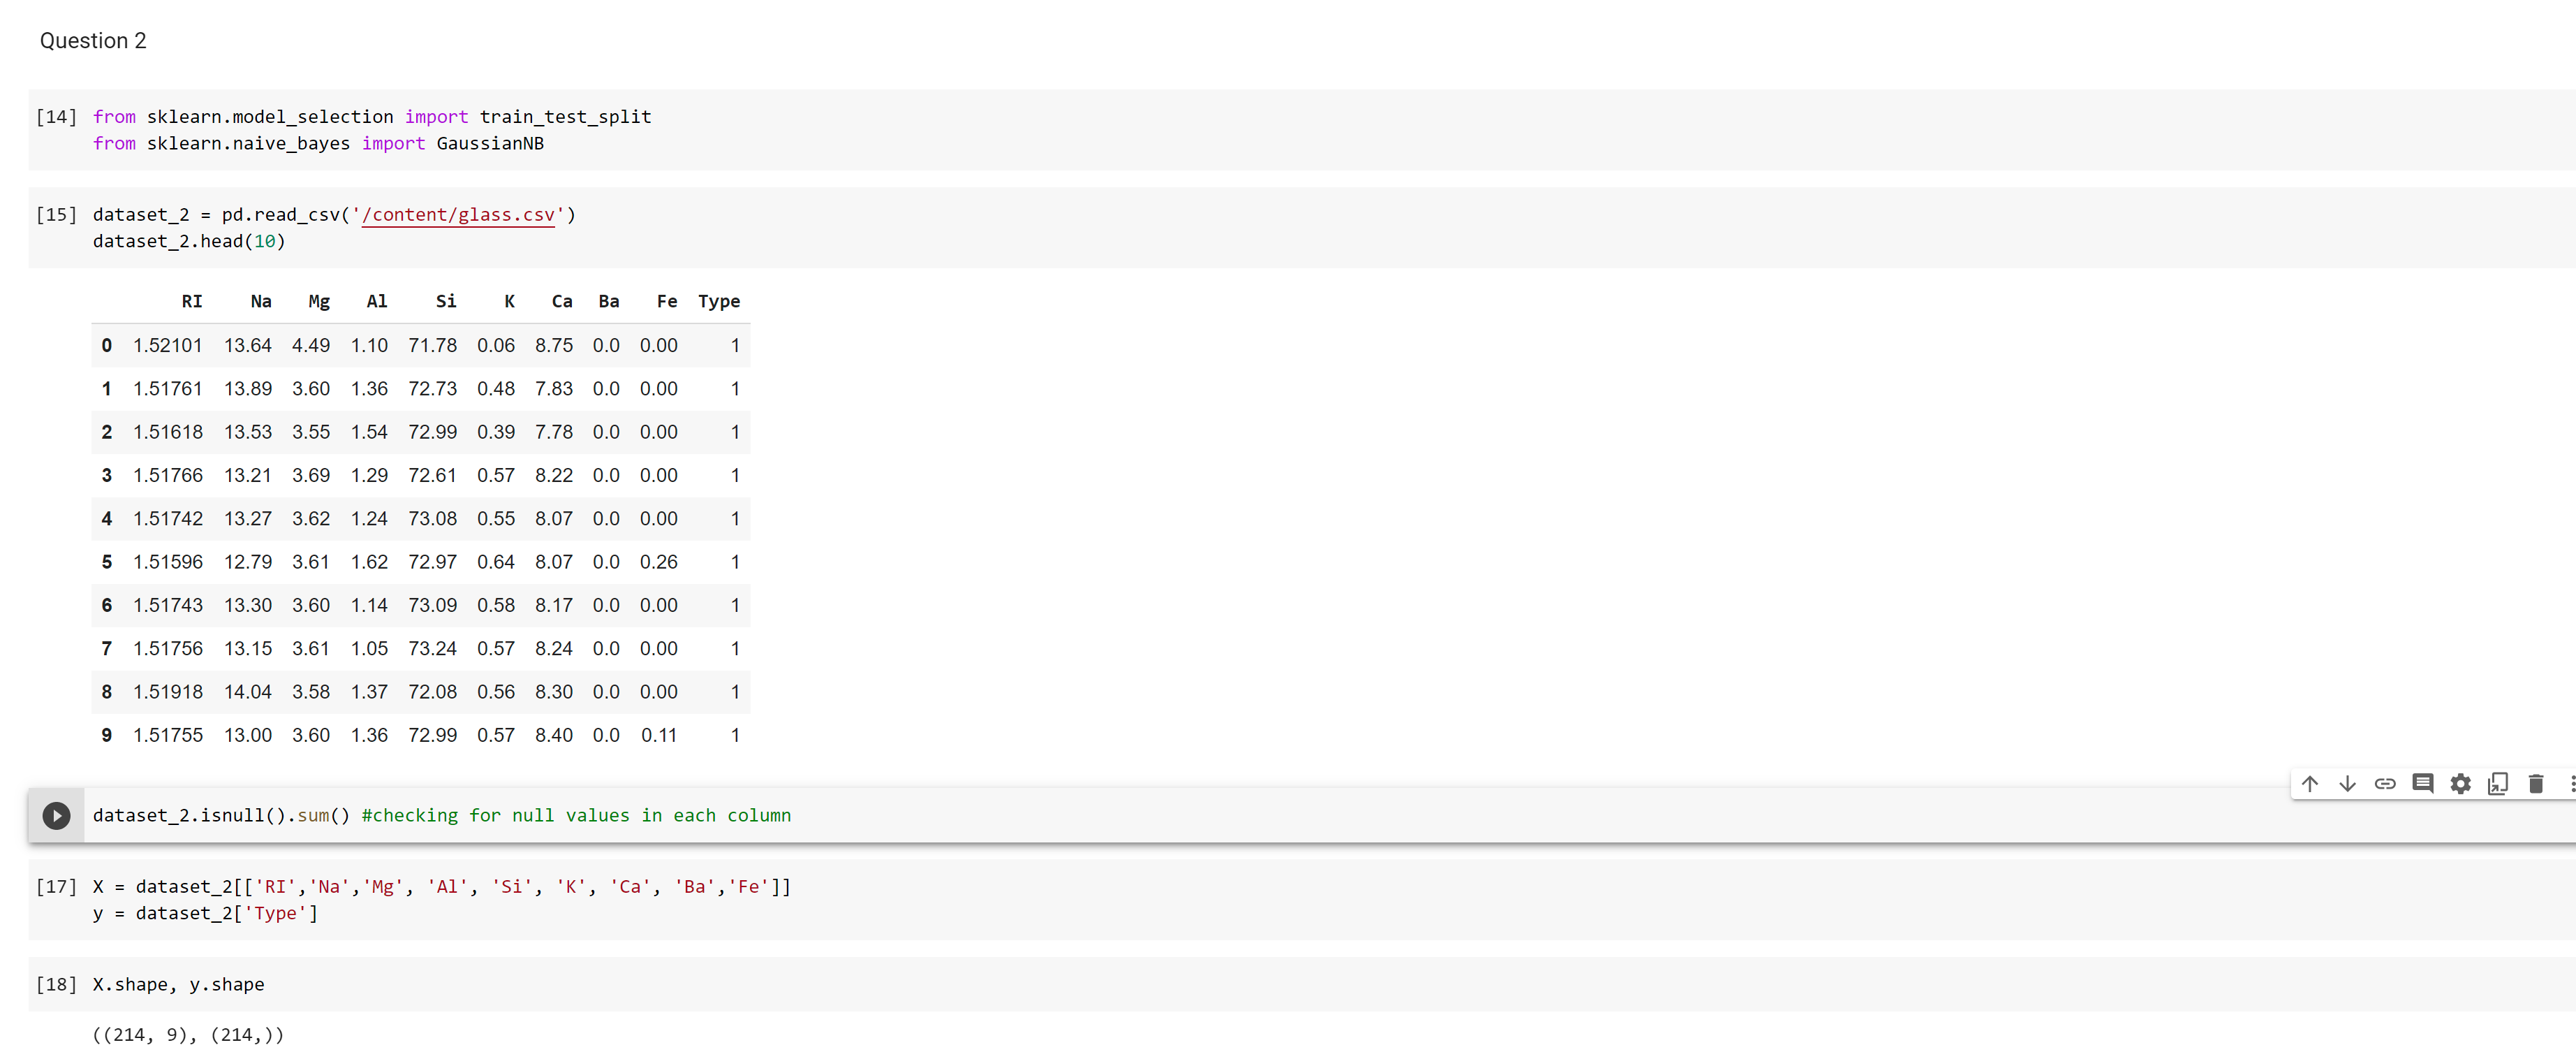 Question 2
[14] from sklearn.model_selection import train_test_split
from sklearn.naive_bayes import GaussianNB
[15] dataset_2 = pd.read_csv('/content/glass.csv')
dataset_2.head(10)
RI Na Mg Al Si K Ca Ba Fe Type
0 1.52101 13.64 4.49 1.10 71.78 0.06 8.75 0.0 0.00 1
1 1.51761 13.89 3.60 1.36 72.73 0.48 7.83 0.0 0.00 1
2 1.51618 13.53 3.55 1.54 72.99 0.39 7.78 0.0 0.00 1
3 1.51766 13.21 3.69 1.29 72.61 0.57 8.22 0.0 0.00 1
4 1.51742 13.27 3.62 1.24 73.08 0.55 8.07 0.0 0.00 1
5 1.51596 12.79 3.61 1.62 72.97 0.64 8.07 0.0 0.26 1
6 1.51743 13.30 3.60 1.14 73.09 0.58 8.17 0.0 0.00 1
7 1.51756 13.15 3.61 1.05 73.24 0.57 8.24 0.0 0.00 1
8 1.51918 14.04 3.58 1.37 72.08 0.56 8.30 0.0 0.00 1
9 1.51755 13.00 3.60 1.36 72.99 0.57 8.40 0.0 0.11 1
dataset_2.isnull().sum() #checking for null values in each column
[17] X = dataset_2[['RI','Na','Mg', 'Al', 'Si', 'K', 'Ca', 'Ba','Fe']]
y = dataset_2['Type']
[18] X.shape, y.shape
((214, 9), (214,))